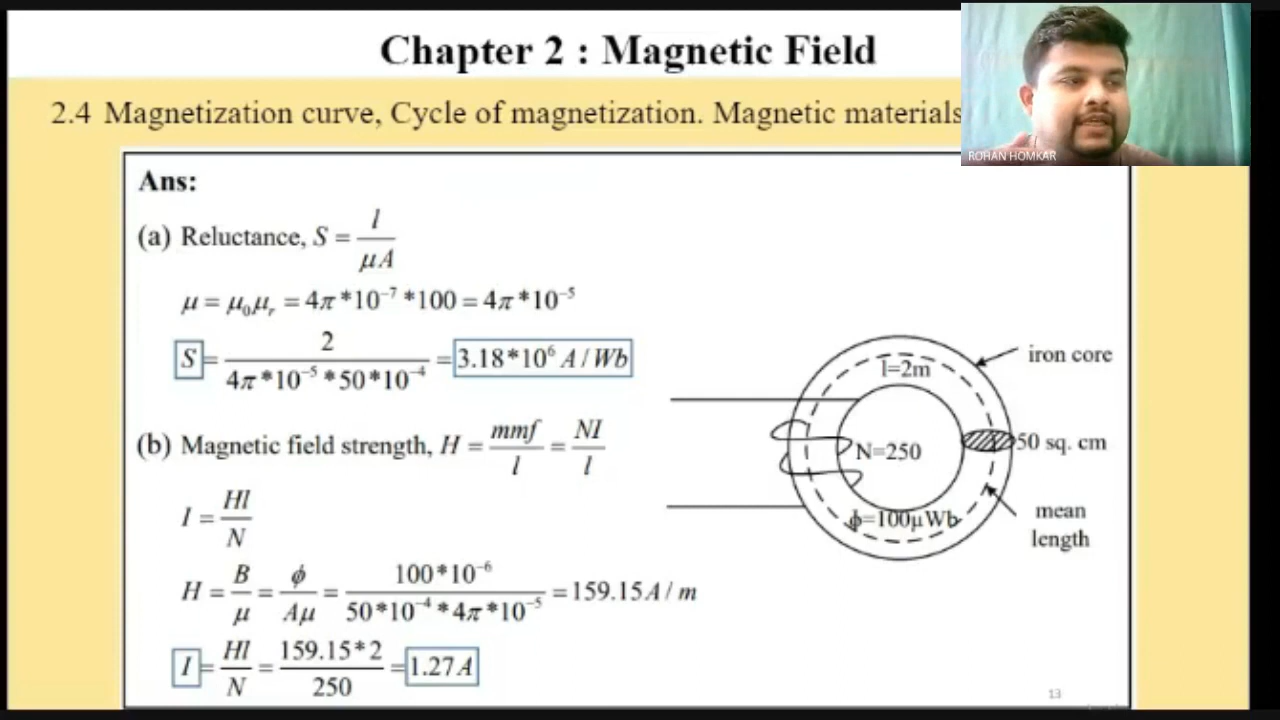 Chapter 2 : Magnetic Field
2.4 Magnetization curve, Cycle of magnetization. Magnetic materials
ROHAN HOMKAR
Ans:
(a) Reluctance, S = l / μA
μ = μ₀μᵣ = 4π*10⁻⁷*100 = 4π*10⁻⁵
S = 2 / 4π*10⁻⁵*50*10⁻⁴ = 3.18*10⁶ A/Wb
(b) Magnetic field strength, H = mmf / l = NI / l
I = Hl / N
H = B / μ = ϕ / Aμ = 100*10⁻⁶ / 50*10⁻⁴*4π*10⁻⁵ = 159.15 A/m
I = Hl / N = 159.15*2 / 250 = 1.27 A
iron core
l=2m
50 sq. cm
N=250
mean
length
ϕ=100μWb
13